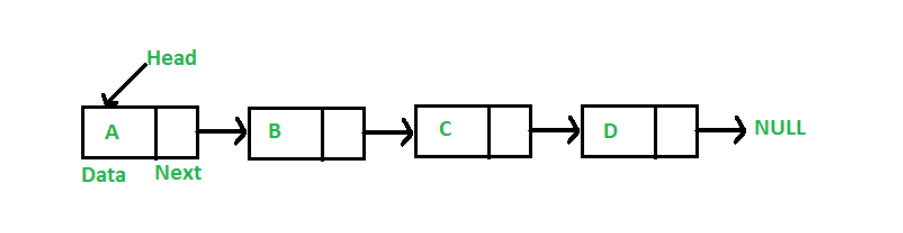 Head
A B C D NULL
Data Next